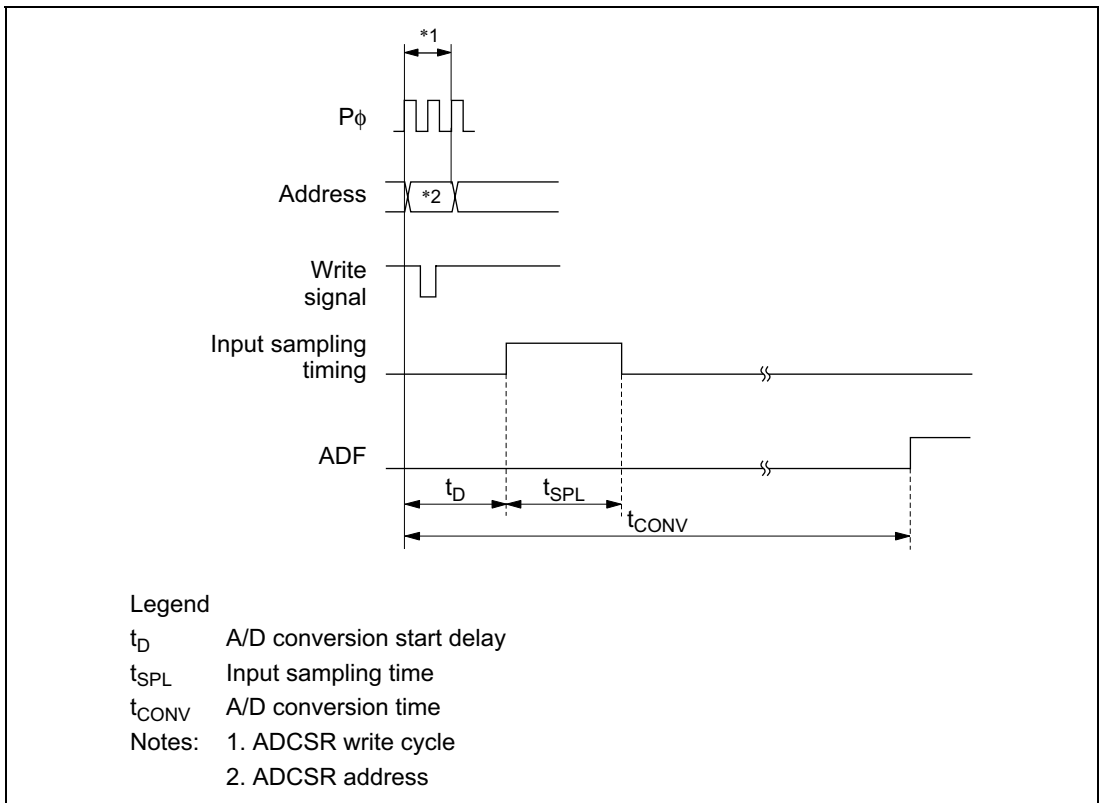 *1
Pϕ
Address
*2
Write
signal
Input sampling
timing
ADF
tD
tSPL
tCONV
Legend
tD A/D conversion start delay
tSPL Input sampling time
tCONV A/D conversion time
Notes: 1. ADCSR write cycle
2. ADCSR address